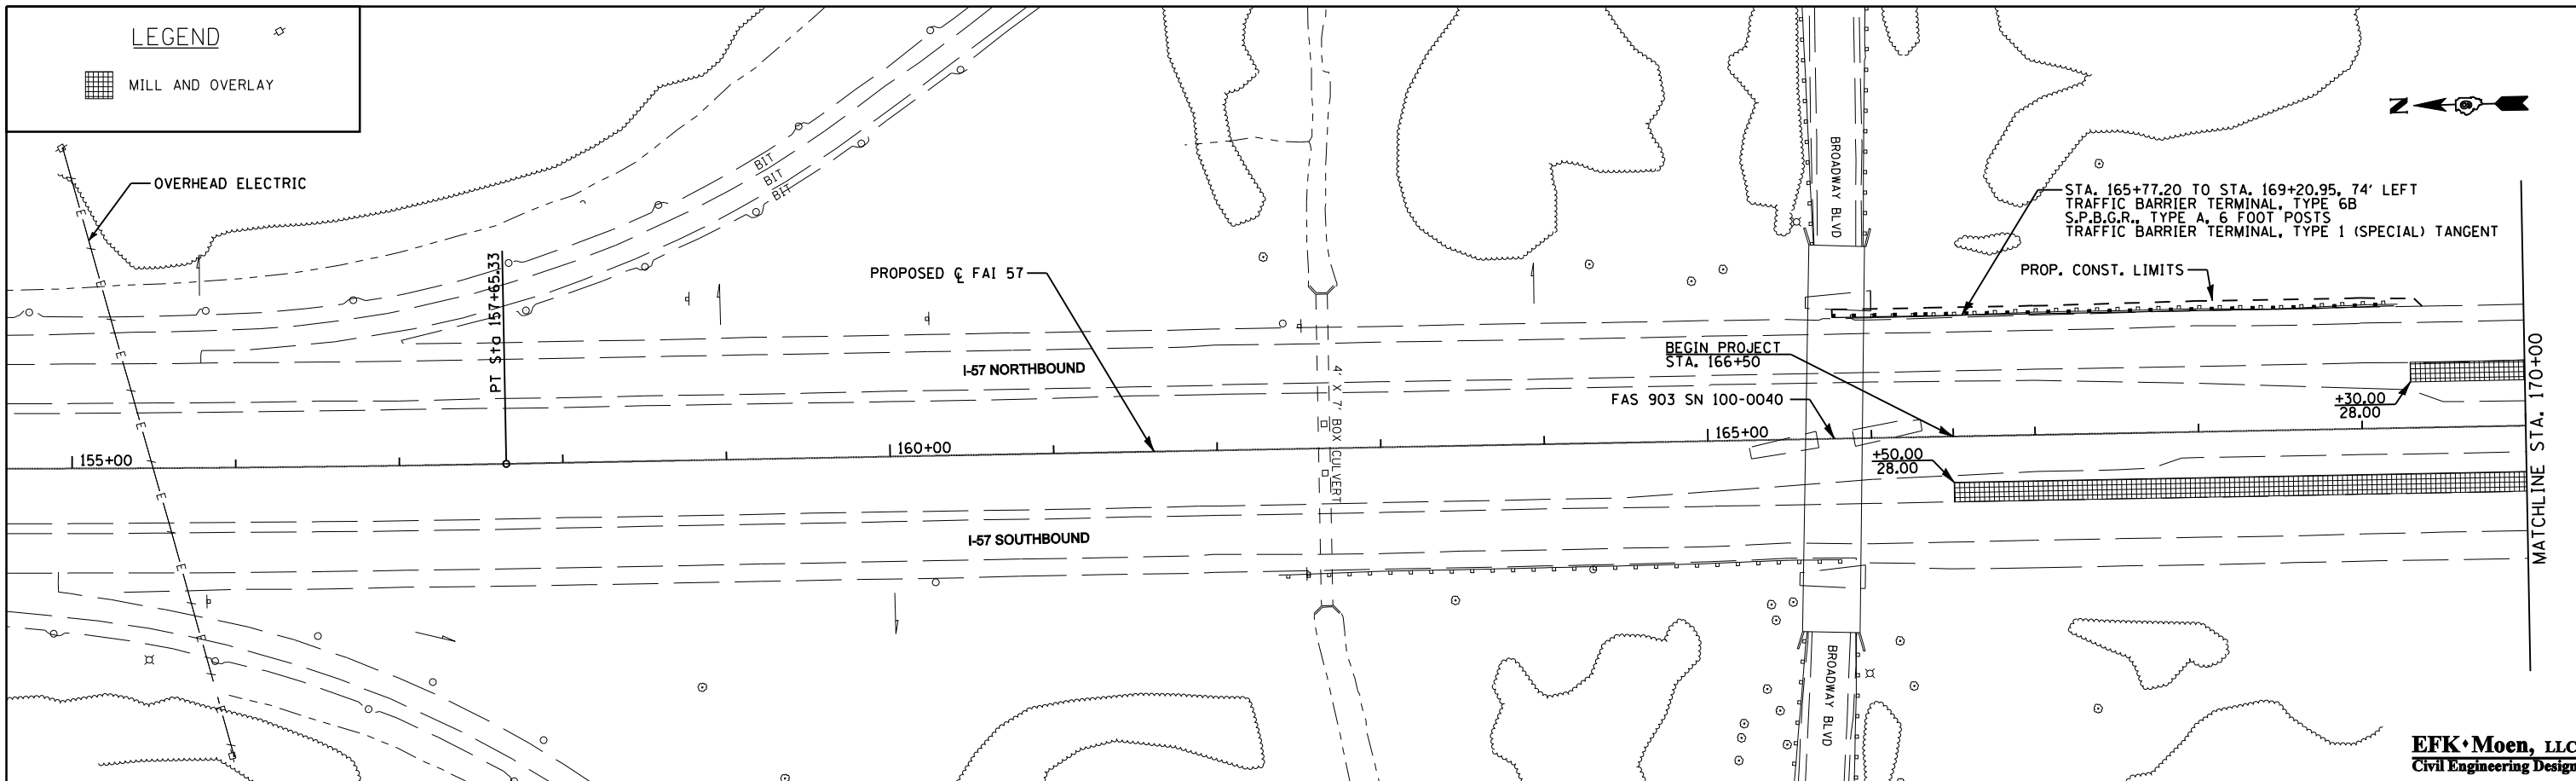 LEGEND
MILL AND OVERLAY
OVERHEAD ELECTRIC
BIT
BIT
BIT
BROADWAY BLVD
N
STA. 165+77.20 TO STA. 169+20.95, 74' LEFT
TRAFFIC BARRIER TERMINAL, TYPE 6B
S.P.B.G.R., TYPE A, 6 FOOT POSTS
TRAFFIC BARRIER TERMINAL, TYPE 1 (SPECIAL) TANGENT
PROP. CONST. LIMITS
PT Sta 157+65.33
PROPOSED ℄ FAI 57
I-57 NORTHBOUND
4' X 7' BOX CULVERT
BEGIN PROJECT
STA. 166+50
FAS 903 SN 100-0040
+30.00
28.00
MATCHLINE STA. 170+00
155+00
160+00
165+00
+50.00
28.00
I-57 SOUTHBOUND
E
E
E
E
E
E
E
E
E
E
BROADWAY BLVD
EFK•Moen, LLC
Civil Engineering Design